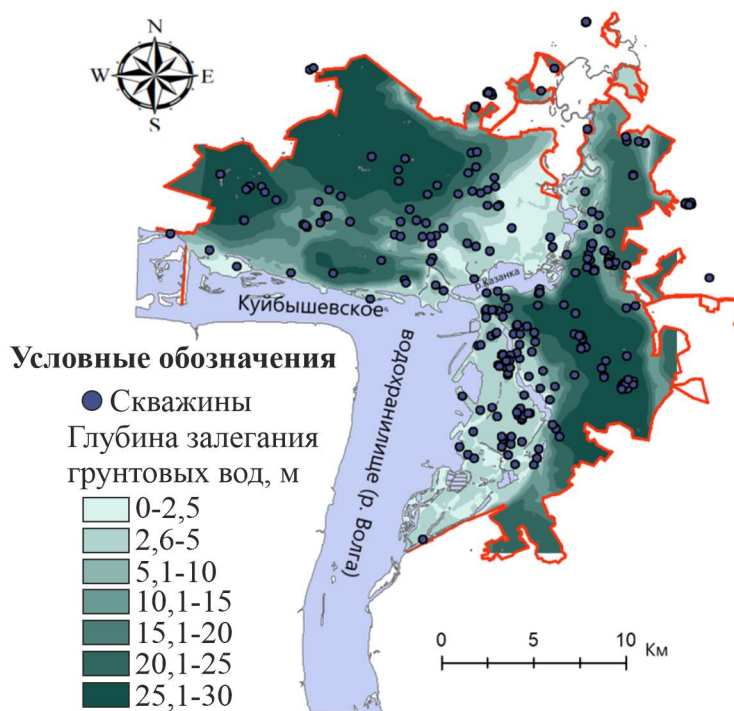 N
W E
S
р.Казанка
Куйбышевское
водохранилище (р. Волга)
Условные обозначения
Скважины
Глубина залегания
грунтовых вод, м
0-2,5
2,6-5
5,1-10
10,1-15
15,1-20
20,1-25
25,1-30
0 5 10 Км